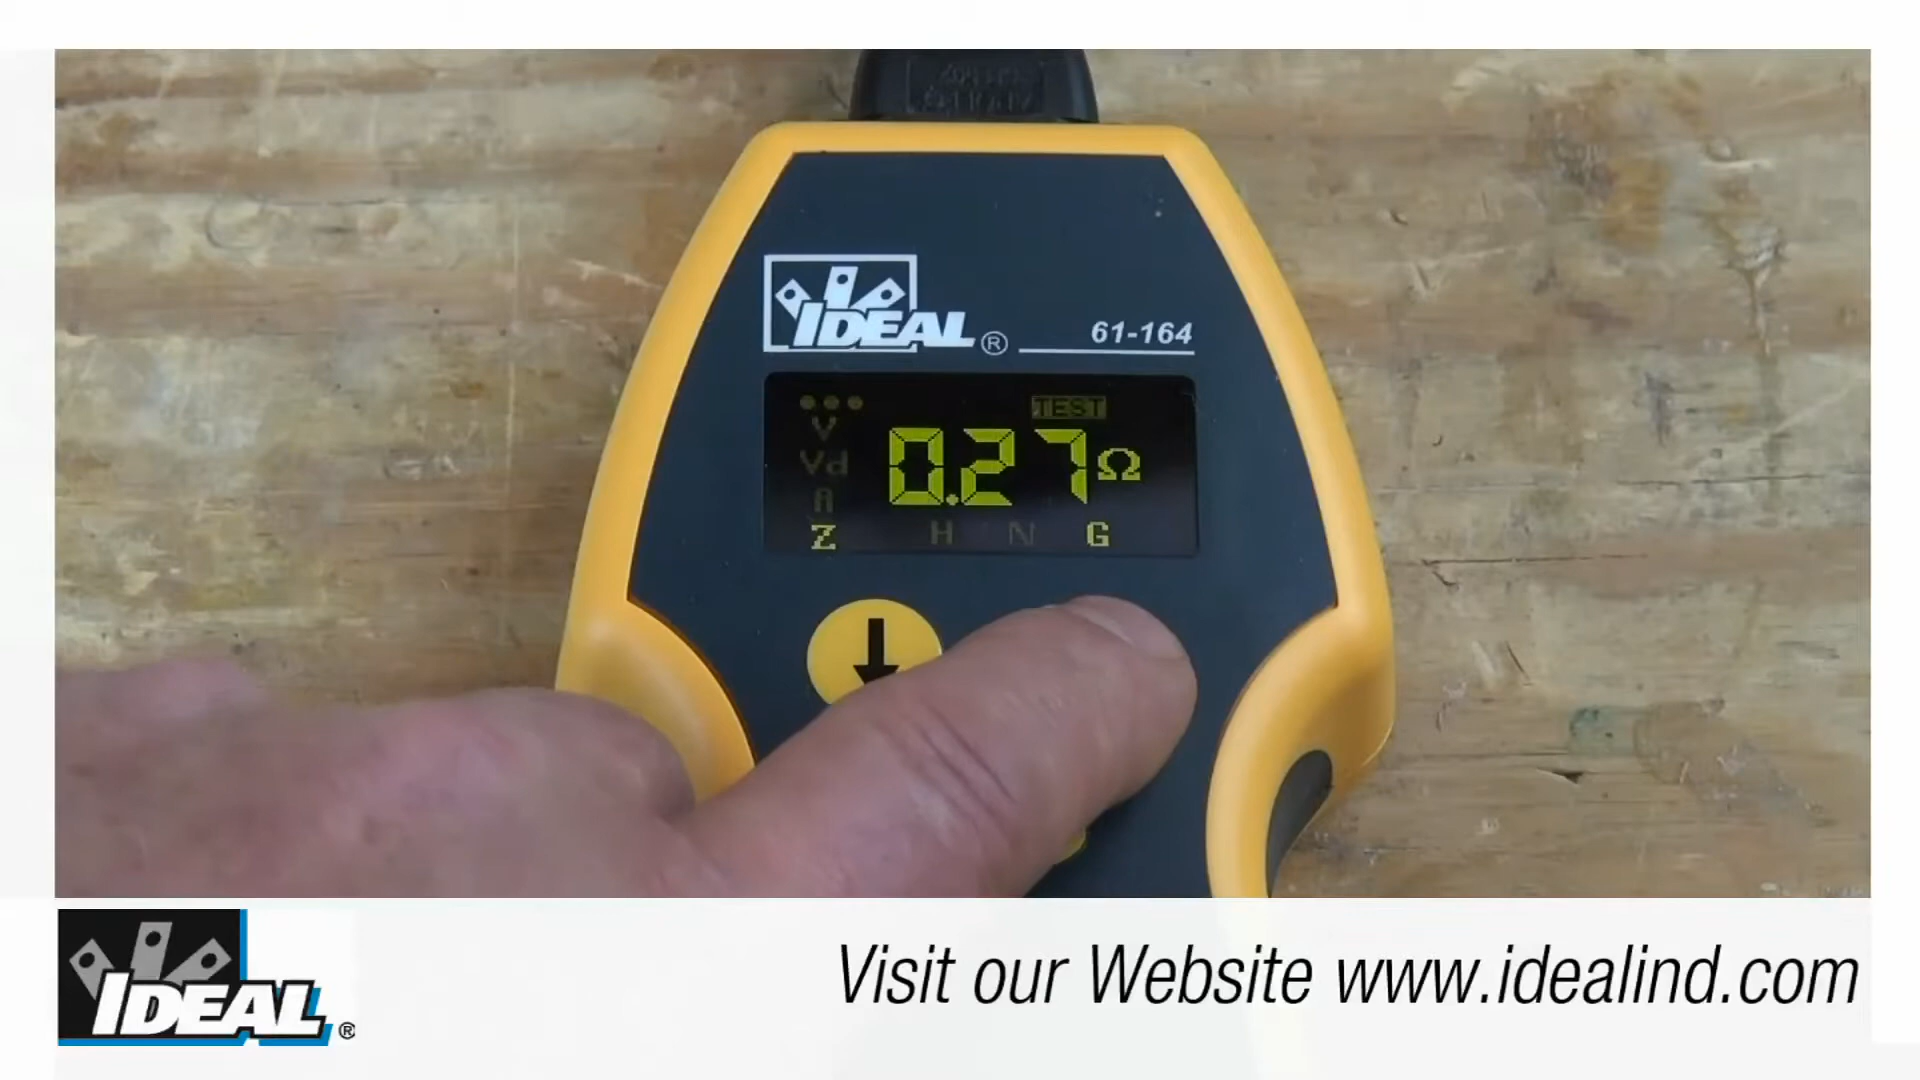 IDEAL ®
61-164
TEST
V
Vd
A
0.27Ω
Z H N G
IDEAL ®
Visit our Website www.idealind.com